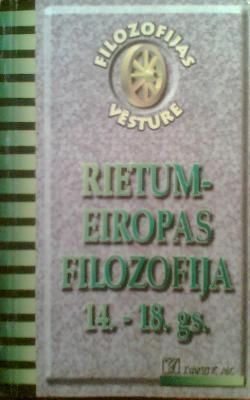 FILOZOFIJAS
VĒSTURE
RIETUM-
EIROPAS
FILOZOFIJA
14. - 18. gs.